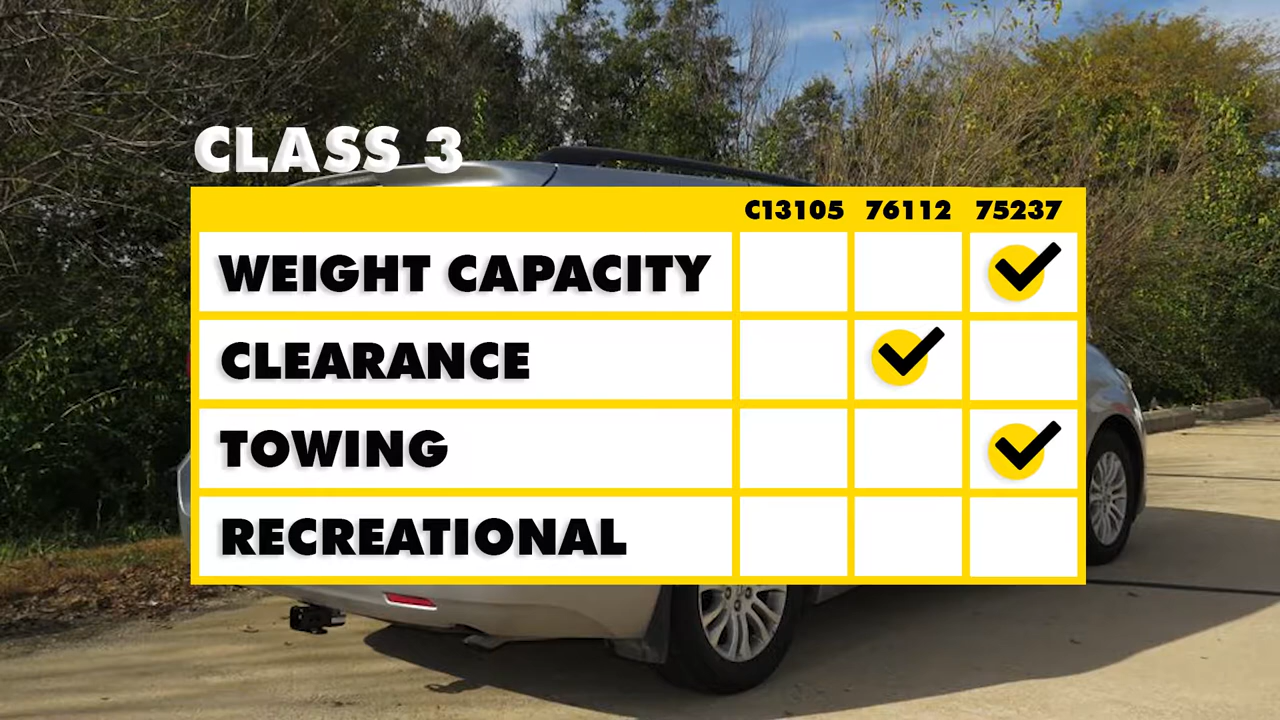 CLASS 3
C13105 76112 75237
WEIGHT CAPACITY
CLEARANCE
TOWING
RECREATIONAL